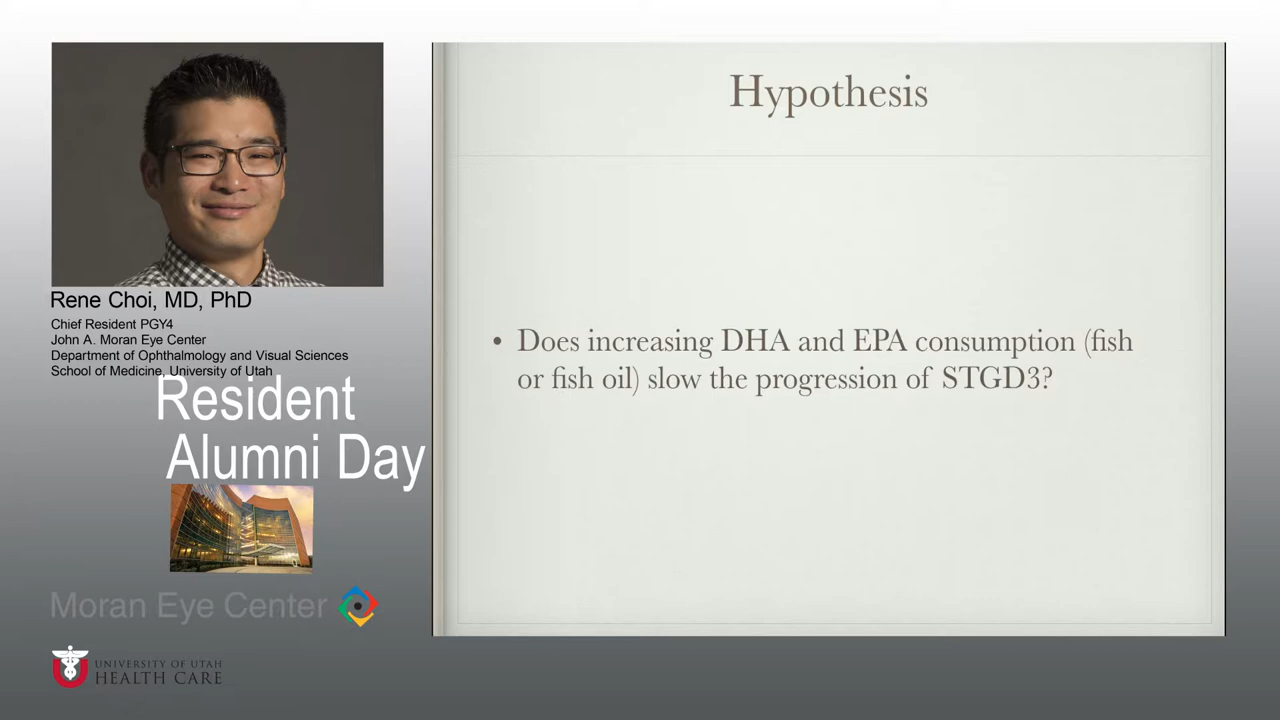 Rene Choi, MD, PhD
Chief Resident PGY4
John A. Moran Eye Center
Department of Ophthalmology and Visual Sciences
School of Medicine, University of Utah
Resident
Alumni Day
Moran Eye Center
UNIVERSITY OF UTAH
HEALTH CARE
Hypothesis
• Does increasing DHA and EPA consumption (fish
or fish oil) slow the progression of STGD3?